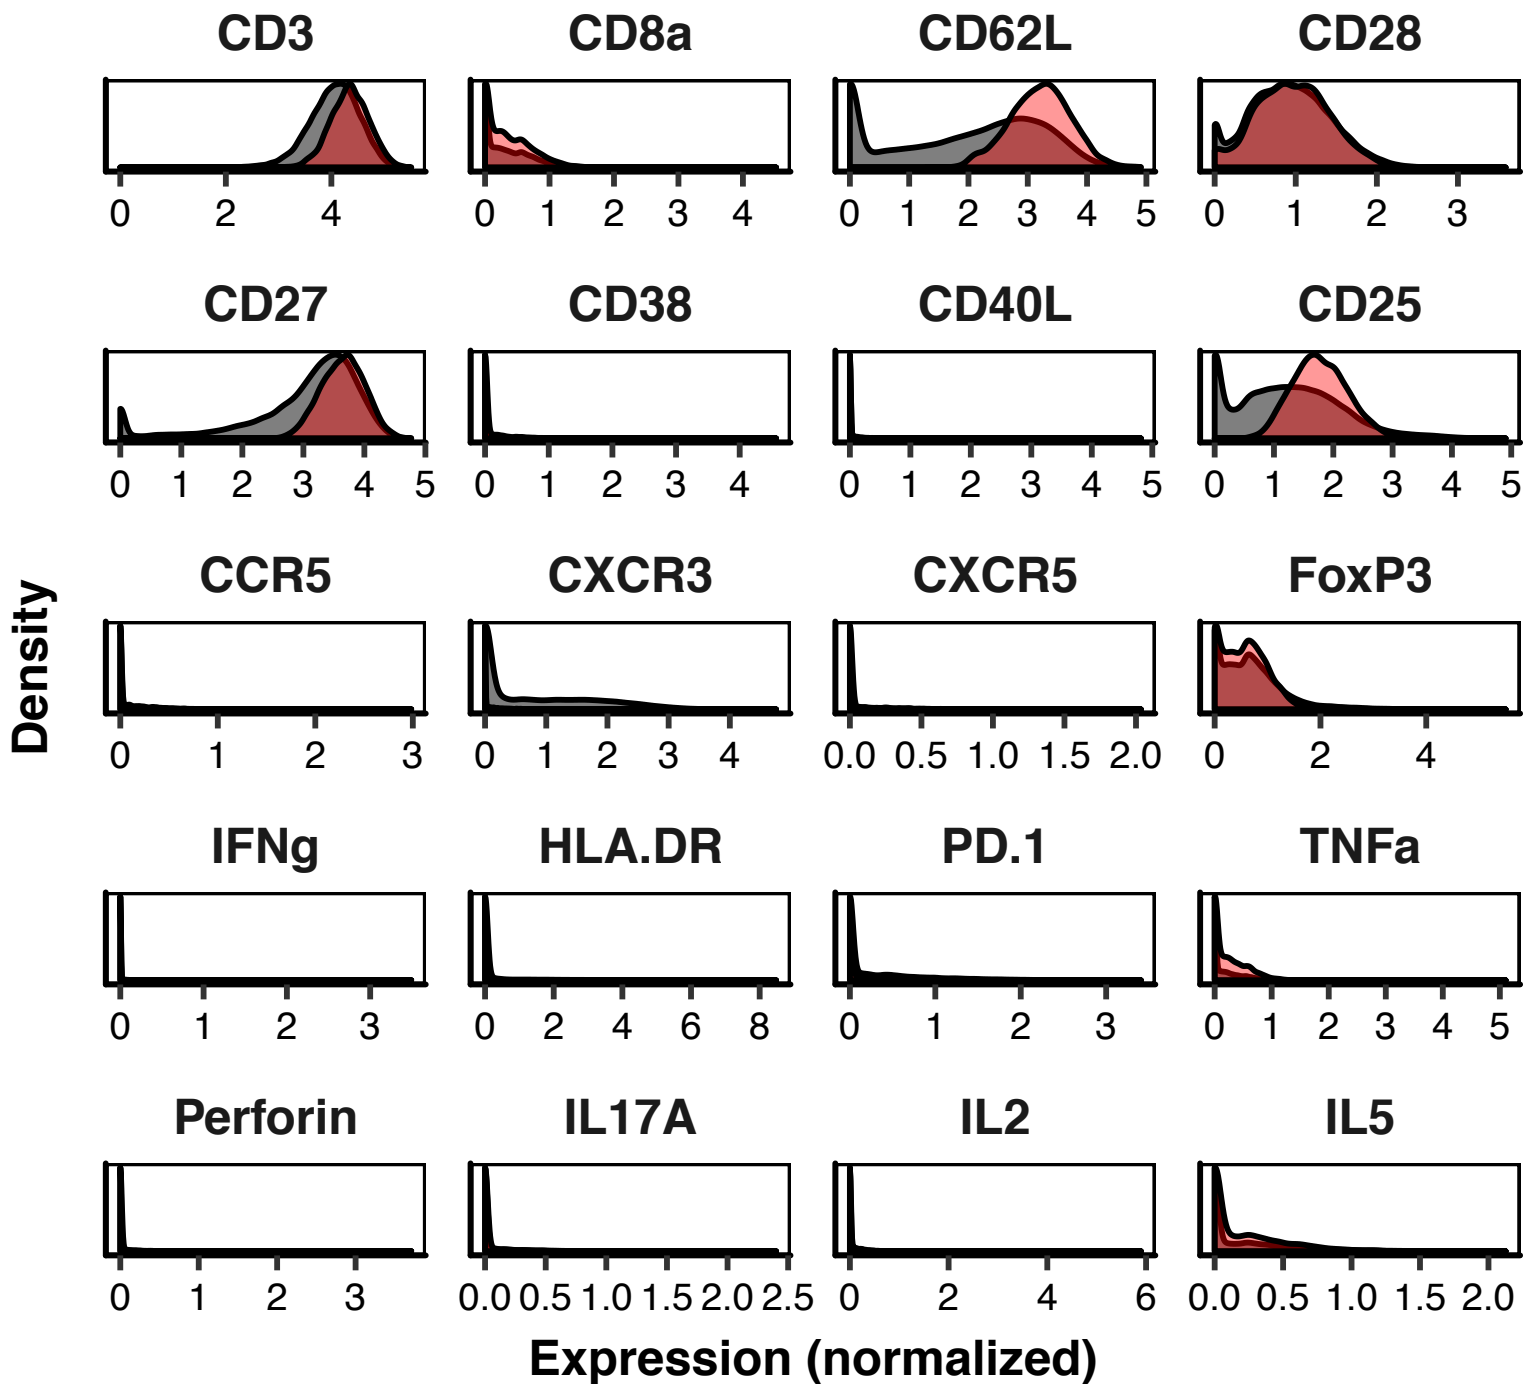 CD3 CD8a CD62L CD28
0 2 4 0 1 2 3 4 0 1 2 3 4 5 0 1 2 3
CD27 CD38 CD40L CD25
0 1 2 3 4 5 0 1 2 3 4 0 1 2 3 4 5 0 1 2 3 4 5
CCR5 CXCR3 CXCR5 FoxP3
0 1 2 3 0 1 2 3 4 0.0 0.5 1.0 1.5 2.0 0 2 4
Density
IFNg HLA.DR PD.1 TNFa
0 1 2 3 0 2 4 6 8 0 1 2 3 0 1 2 3 4 5
Perforin IL17A IL2 IL5
0 1 2 3 0.0 0.5 1.0 1.5 2.0 2.5 0 2 4 6 0.0 0.5 1.0 1.5 2.0
Expression (normalized)